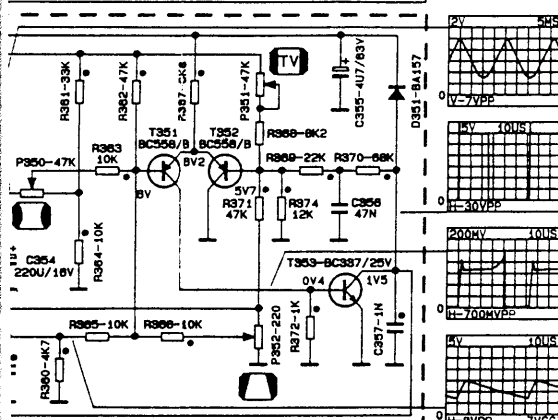 2V 5MS
TV
R361-33K
R362-47K
P351-47K
C355-4U7/63V
D351-BA157
0
V-7VPP
T351
BC558/B
T352
BC558/B
R368-8K2
5V 10US
R363
10K
8V2
R369-22K
R370-68K
P350-47K
8V
5V7
R371
47K
R374
12K
C356
47N
0
H-30VPP
R364-10K
C354
220U/16V
200MV 10US
T353-BC337/25V
0V4
1V5
0
H-700MVPP
R365-10K
R366-10K
P352-220
R372-1K
C357-1N
R360-4K7
5V 10US
0